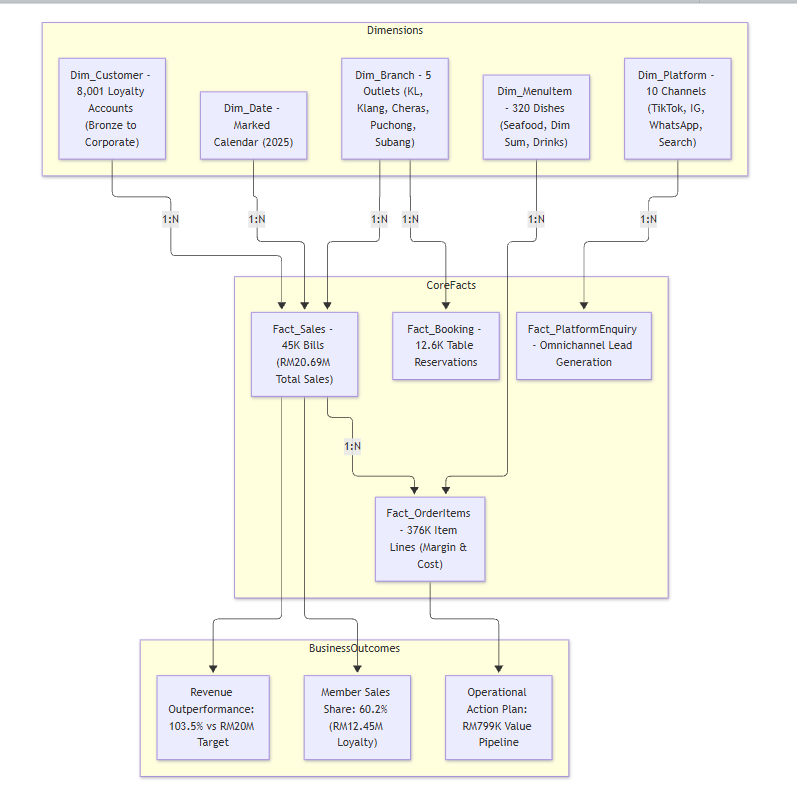 Dimensions
Dim_Customer -
8,001 Loyalty
Accounts
(Bronze to
Corporate)
Dim_Date -
Marked
Calendar (2025)
Dim_Branch - 5
Outlets (KL,
Klang, Cheras,
Puchong,
Subang)
Dim_MenuItem
- 320 Dishes
(Seafood, Dim
Sum, Drinks)
Dim_Platform -
10 Channels
(TikTok, IG,
WhatsApp,
Search)
1:N
1:N
1:N
1:N
1:N
1:N
CoreFacts
Fact_Sales -
45K Bills
(RM20.69M
Total Sales)
Fact_Booking -
12.6K Table
Reservations
Fact_PlatformEnquiry
- Omnichannel Lead
Generation
1:N
Fact_OrderItems
- 376K Item
Lines (Margin &
Cost)
BusinessOutcomes
Revenue
Outperformance:
103.5% vs RM20M
Target
Member Sales
Share: 60.2%
(RM12.45M
Loyalty)
Operational
Action Plan:
RM799K Value
Pipeline